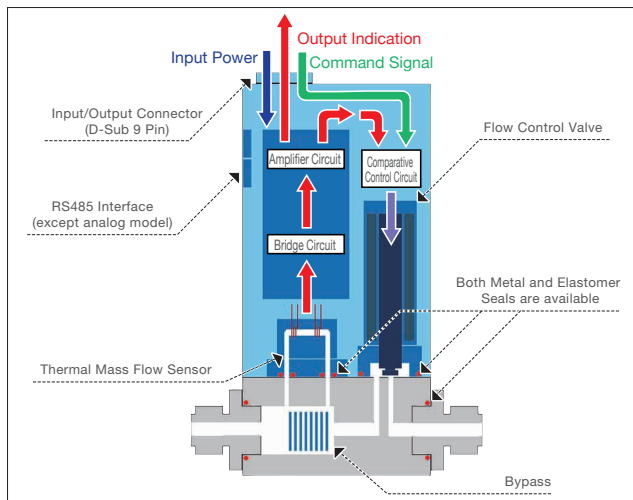 Output Indication
Input Power
Command Signal
Input/Output Connector
(D-Sub 9 Pin)
Flow Control Valve
Amplifier Circuit
Comparative
Control Circuit
RS485 Interface
(except analog model)
Bridge Circuit
Both Metal and Elastomer
Seals are available
Thermal Mass Flow Sensor
Bypass